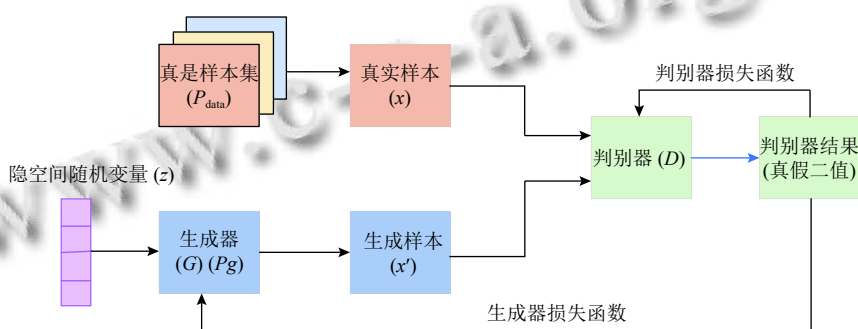 真是样本集
(P_data)
真实样本
(x)
判别器损失函数
判别器 (D)
判别器结果
(真假二值)
隐空间随机变量 (z)
生成器
(G) (Pg)
生成样本
(x′)
生成器损失函数